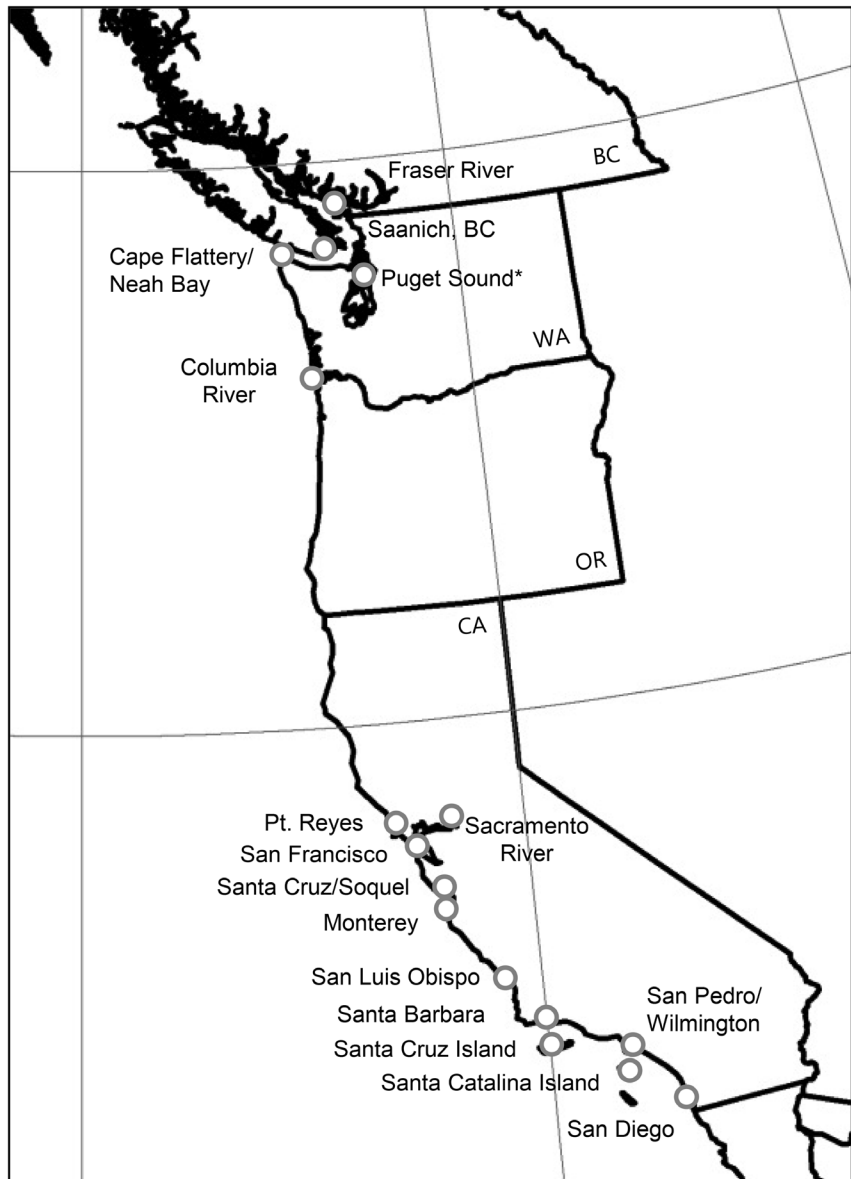 BC
Fraser River
Saanich, BC
Cape Flattery/
Neah Bay
Puget Sound*
WA
Columbia
River
OR
CA
Pt. Reyes
Sacramento
River
San Francisco
Santa Cruz/Soquel
Monterey
San Luis Obispo
San Pedro/
Wilmington
Santa Barbara
Santa Cruz Island
Santa Catalina Island
San Diego